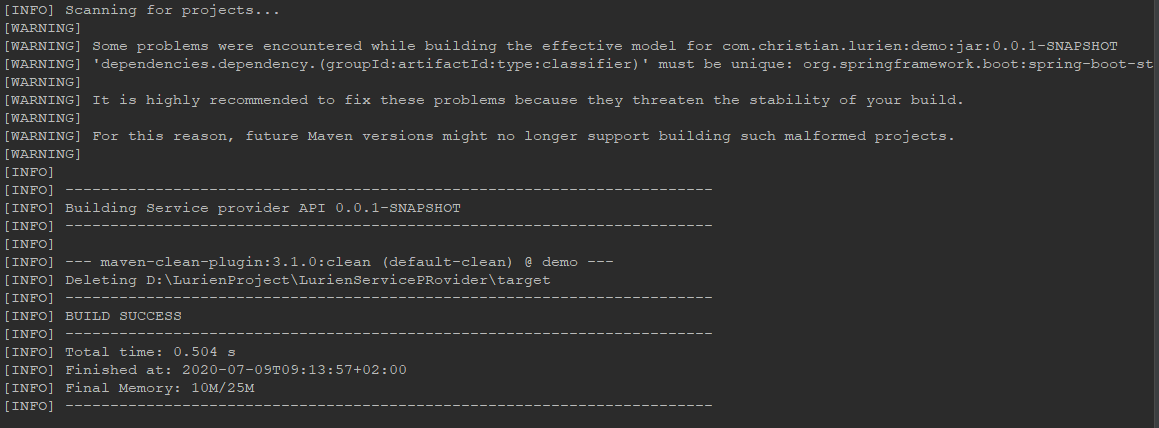 [INFO] Scanning for projects...
[WARNING]
[WARNING] Some problems were encountered while building the effective model for com.christian.lurien:demo:jar:0.0.1-SNAPSHOT
[WARNING] 'dependencies.dependency.(groupId:artifactId:type:classifier)' must be unique: org.springframework.boot:spring-boot-st
[WARNING]
[WARNING] It is highly recommended to fix these problems because they threaten the stability of your build.
[WARNING]
[WARNING] For this reason, future Maven versions might no longer support building such malformed projects.
[WARNING]
[INFO]
[INFO] ------------------------------------------------------------------------
[INFO] Building Service provider API 0.0.1-SNAPSHOT
[INFO] ------------------------------------------------------------------------
[INFO]
[INFO] --- maven-clean-plugin:3.1.0:clean (default-clean) @ demo ---
[INFO] Deleting D:\LurienProject\LurienServicePRovider\target
[INFO] ------------------------------------------------------------------------
[INFO] BUILD SUCCESS
[INFO] ------------------------------------------------------------------------
[INFO] Total time: 0.504 s
[INFO] Finished at: 2020-07-09T09:13:57+02:00
[INFO] Final Memory: 10M/25M
[INFO] ------------------------------------------------------------------------